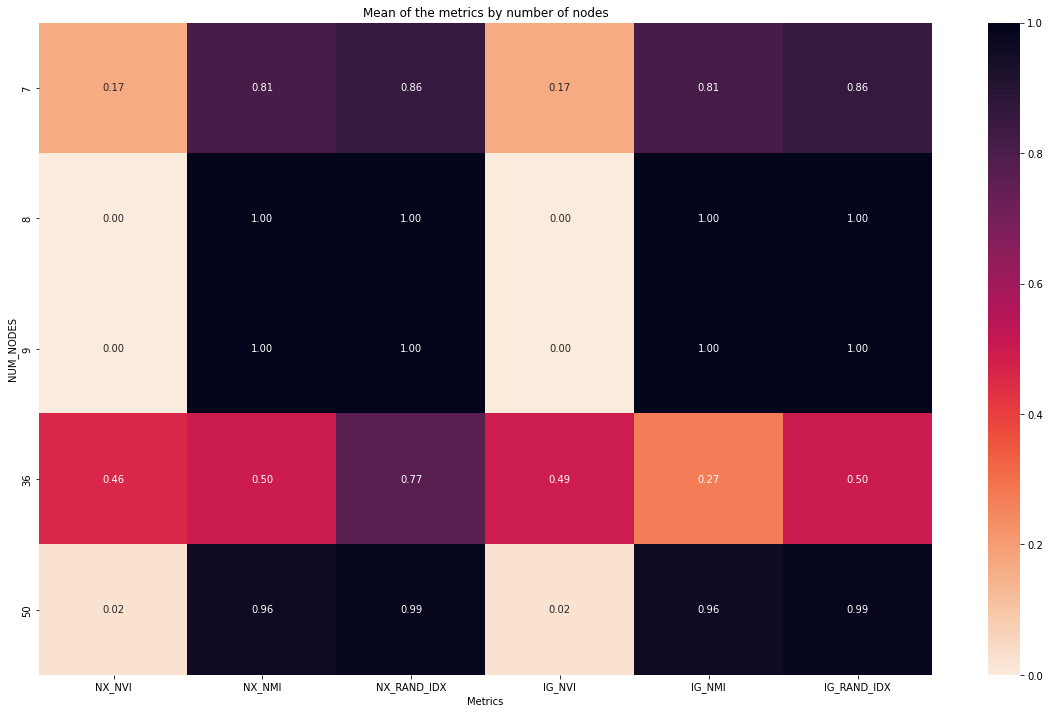 Mean of the metrics by number of nodes
1.0
7 0.17 0.81 0.86 0.17 0.81 0.86
0.8
8 0.00 1.00 1.00 0.00 1.00 1.00
0.6
NUM_NODES
9 0.00 1.00 1.00 0.00 1.00 1.00
0.4
36 0.46 0.50 0.77 0.49 0.27 0.50
0.2
50 0.02 0.96 0.99 0.02 0.96 0.99
0.0
NX_NVI NX_NMI NX_RAND_IDX IG_NVI IG_NMI IG_RAND_IDX
Metrics